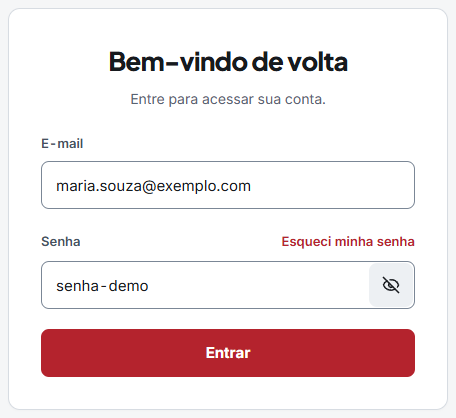 Bem-vindo de volta
Entre para acessar sua conta.
E-mail
maria.souza@exemplo.com
Senha
Esqueci minha senha
senha-demo
Entrar